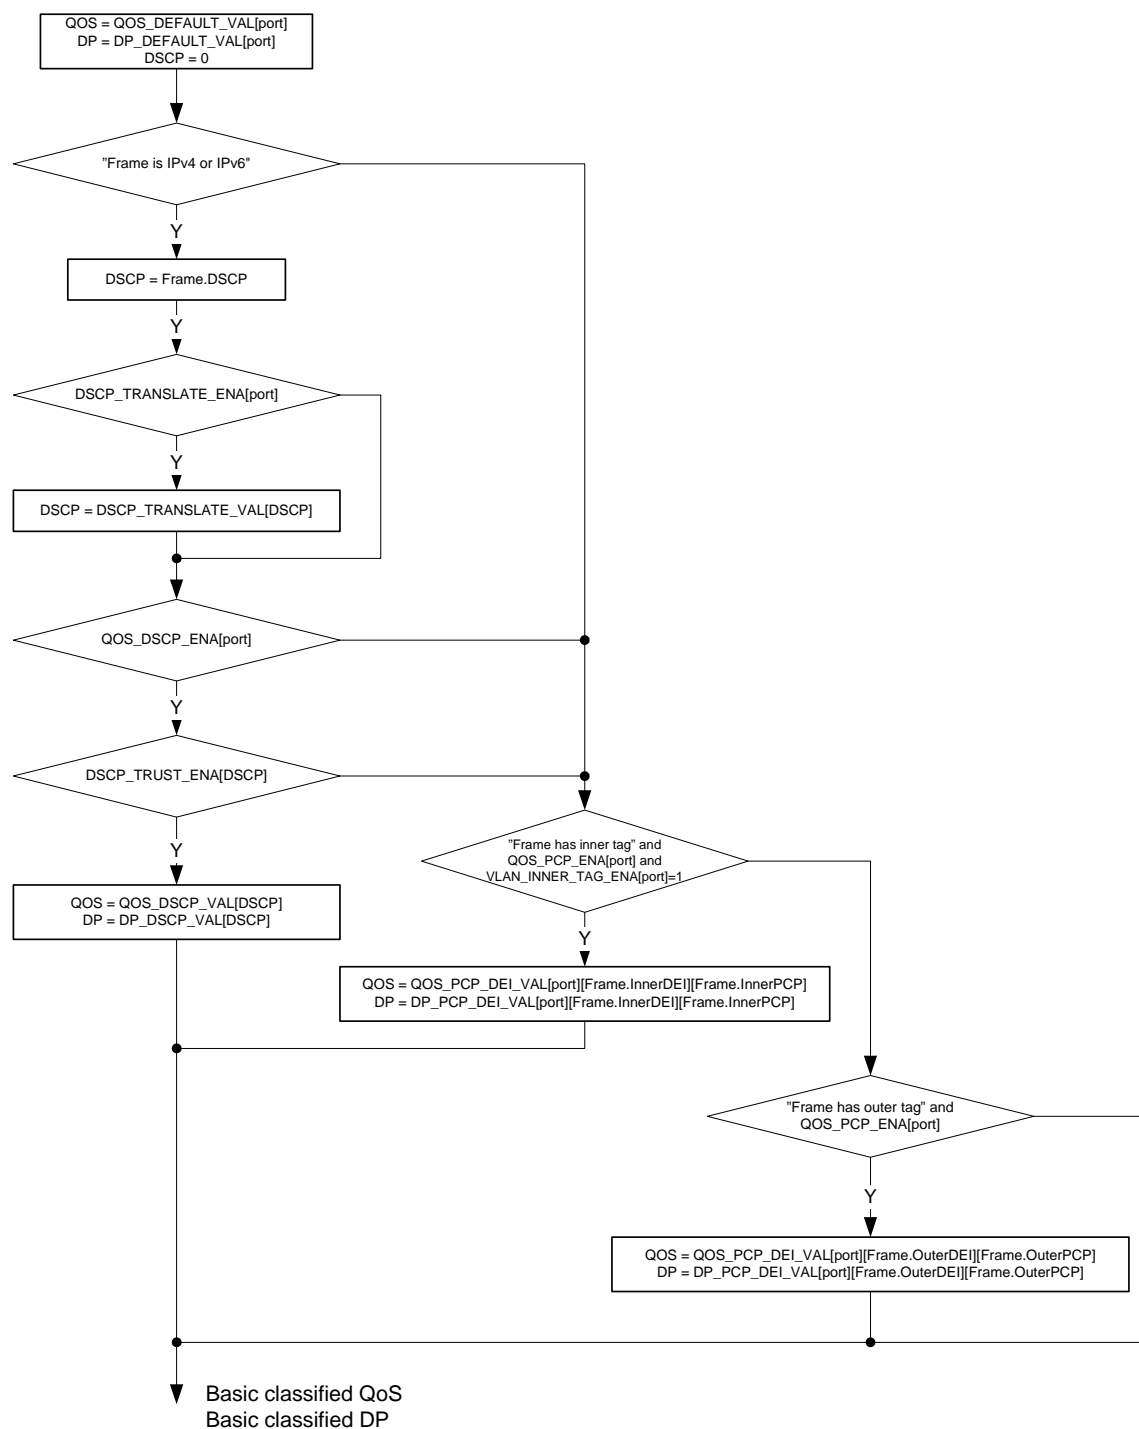 QOS = QOS_DEFAULT_VAL[port]
DP = DP_DEFAULT_VAL[port]
DSCP = 0
”Frame is IPv4 or IPv6"
Y
DSCP = Frame.DSCP
Y
DSCP_TRANSLATE_ENA[port]
Y
DSCP = DSCP_TRANSLATE_VAL[DSCP]
QOS_DSCP_ENA[port]
Y
DSCP_TRUST_ENA[DSCP]
Y
QOS = QOS_DSCP_VAL[DSCP]
DP = DP_DSCP_VAL[DSCP]
”Frame has inner tag” and
QOS_PCP_ENA[port] and
VLAN_INNER_TAG_ENA[port]=1
Y
QOS = QOS_PCP_DEI_VAL[port][Frame.InnerDEI][Frame.InnerPCP]
DP = DP_PCP_DEI_VAL[port][Frame.InnerDEI][Frame.InnerPCP]
”Frame has outer tag” and
QOS_PCP_ENA[port]
Y
QOS = QOS_PCP_DEI_VAL[port][Frame.OuterDEI][Frame.OuterPCP]
DP = DP_PCP_DEI_VAL[port][Frame.OuterDEI][Frame.OuterPCP]
Basic classified QoS
Basic classified DP